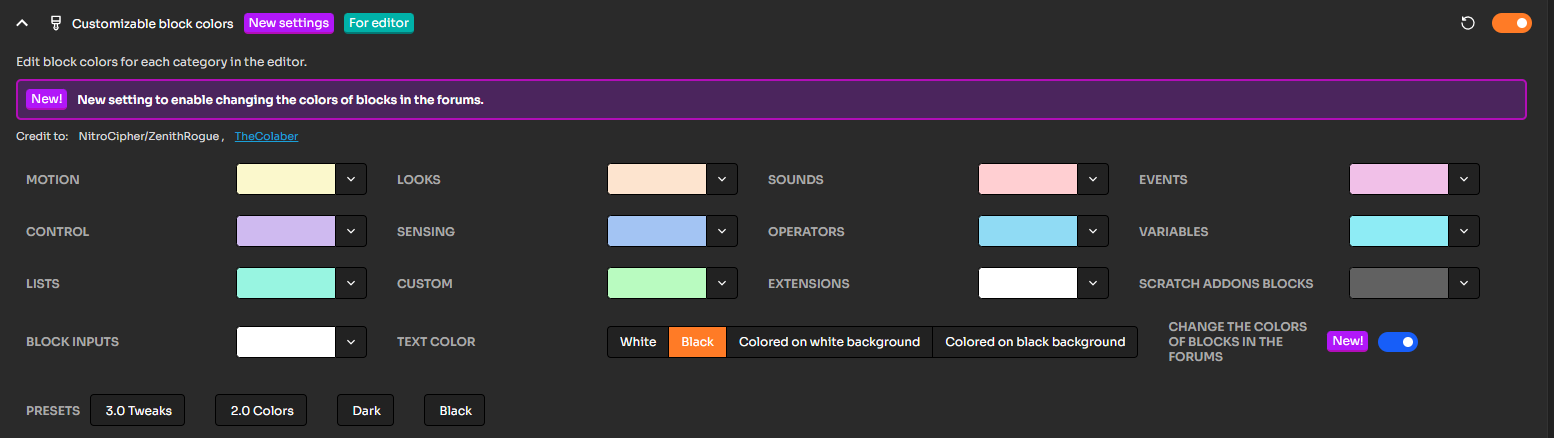 Customizable block colors New settings For editor
Edit block colors for each category in the editor.
New! New setting to enable changing the colors of blocks in the forums.
Credit to: NitroCipher/ZenithRogue , TheColaber
MOTION LOOKS SOUNDS EVENTS
CONTROL SENSING OPERATORS VARIABLES
LISTS CUSTOM EXTENSIONS SCRATCH ADDONS BLOCKS
BLOCK INPUTS TEXT COLOR White Black Colored on white background Colored on black background
CHANGE THE COLORS
OF BLOCKS IN THE
FORUMS
New!
PRESETS 3.0 Tweaks 2.0 Colors Dark Black